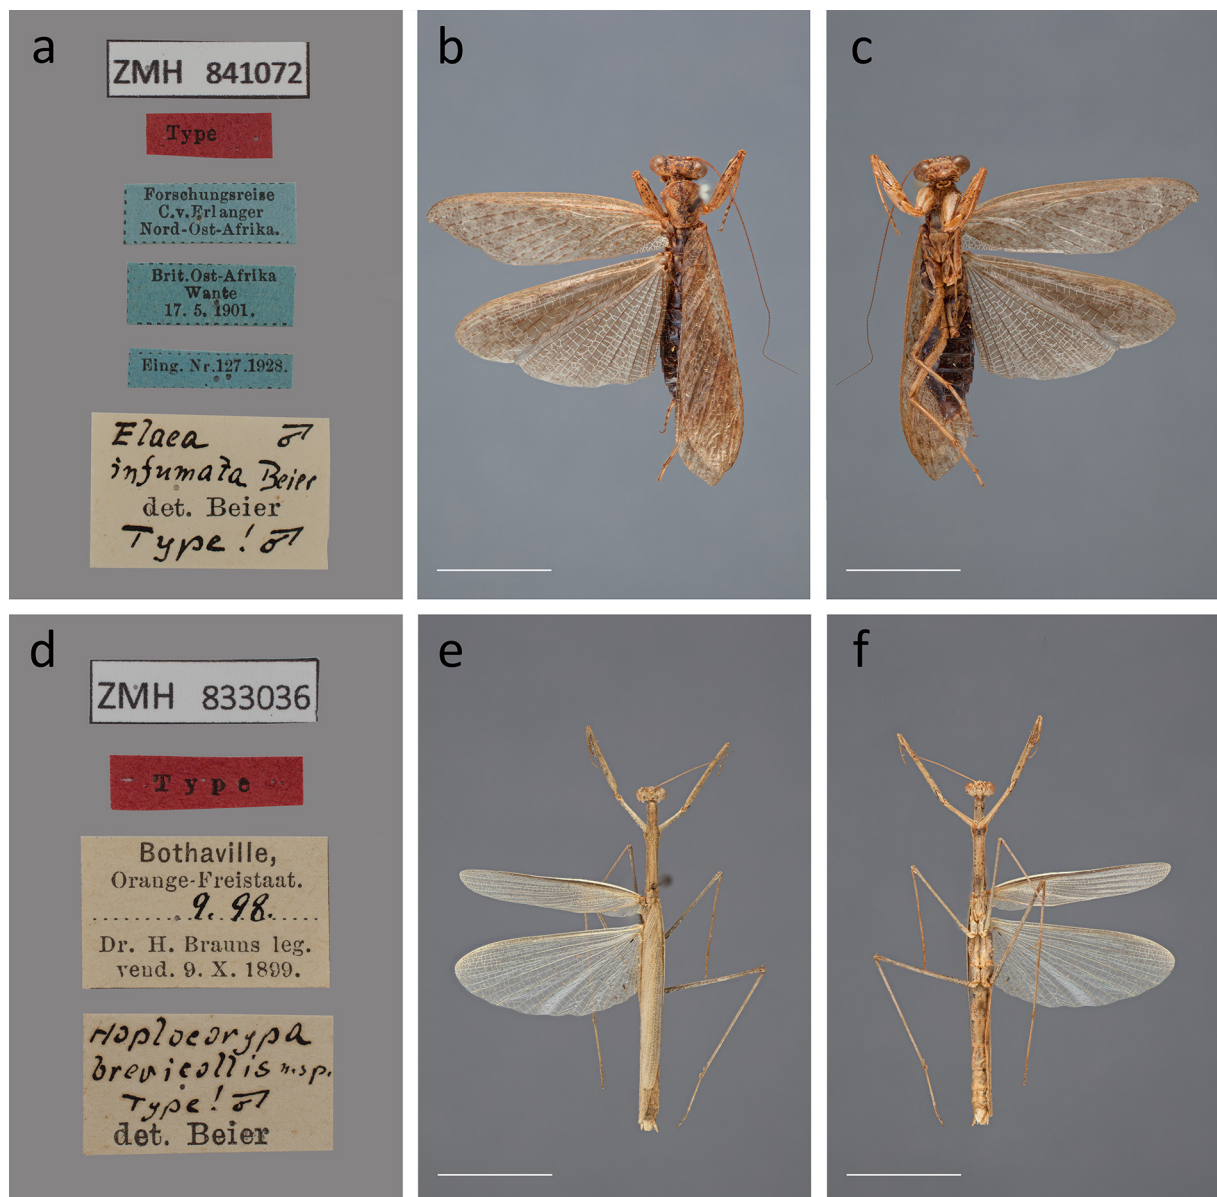 a
ZMH 841072
Type
Forschungsreise
C.v.Erlanger
Nord-Ost-Afrika.
Brit.Ost-Afrika
Wante
17. 5. 1901.
Eing. Nr.127.1928.
Elaea ♂
infumata Beier
det. Beier
Type! ♂
b
c
d
ZMH 833036
Type
Bothaville,
Orange-Freistaat.
9. 98.
Dr. H. Brauns leg.
vend. 9. X. 1899.
Hoplocorypa
brevicollis n.sp.
Type! ♂
det. Beier
e
f